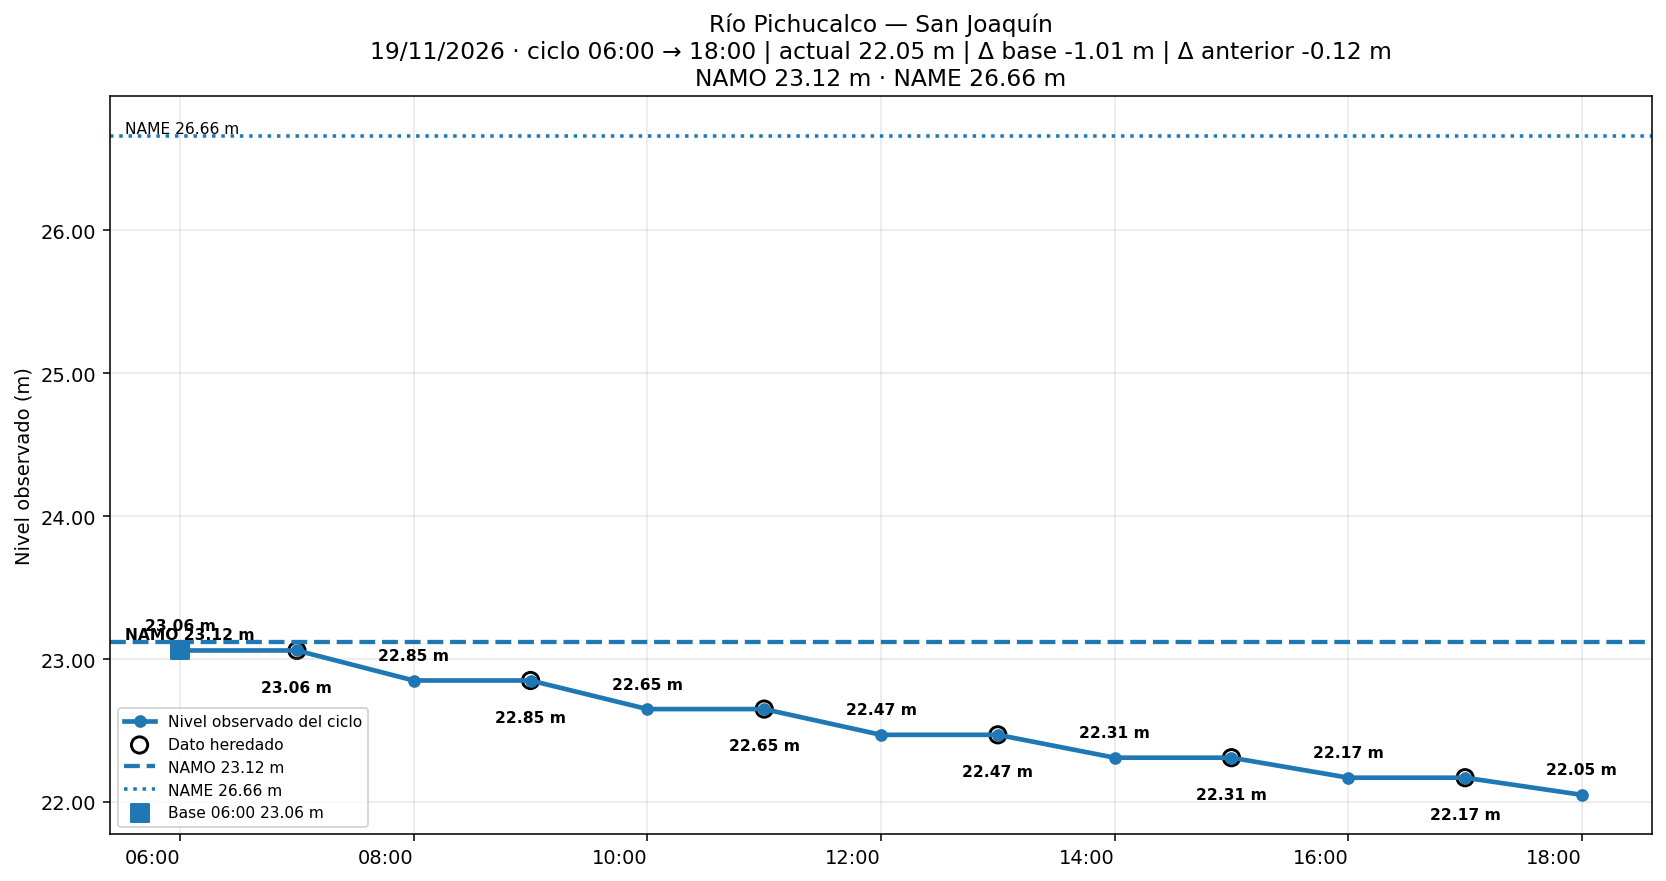 Río Pichucalco — San Joaquín
19/11/2026 · ciclo 06:00 → 18:00 | actual 22.05 m | Δ base -1.01 m | Δ anterior -0.12 m
NAMO 23.12 m · NAME 26.66 m
NAME 26.66 m
Nivel observado (m)
26.00
25.00
24.00
23.00
22.00
23.06 m
NAMO 23.12 m
23.06 m
22.85 m
22.85 m
22.65 m
22.65 m
22.47 m
22.47 m
22.31 m
22.31 m
22.17 m
22.17 m
22.05 m
Nivel observado del ciclo
Dato heredado
NAMO 23.12 m
NAME 26.66 m
Base 06:00 23.06 m
06:00 08:00 10:00 12:00 14:00 16:00 18:00